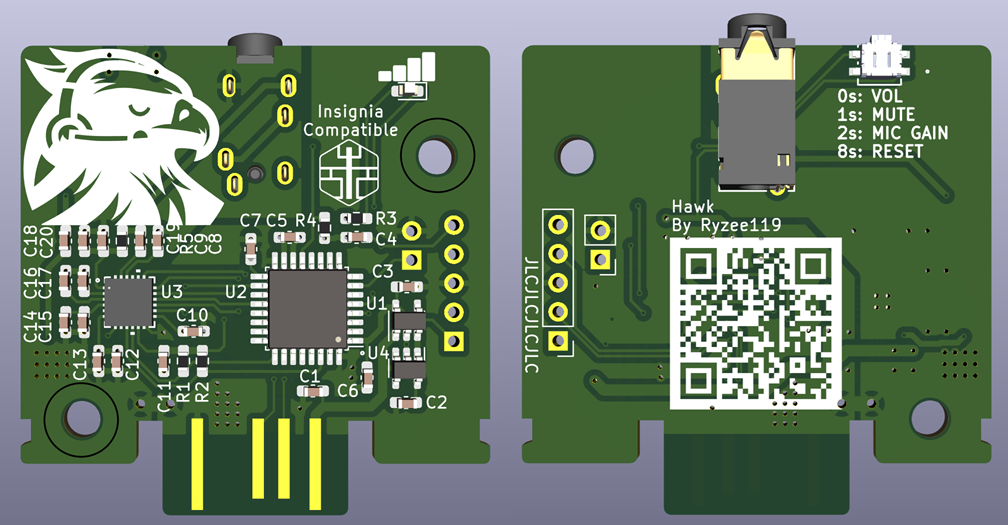 Insignia
Compatible
C18
C20
C19
R5
C9
C8
C7
C5
R4
R3
C4
C16
C17
U3
U2
C3
U1
C14
C15
C10
U4
C13
C12
C11
R1
R2
C1
C6
C2
0s: VOL
1s: MUTE
2s: MIC GAIN
8s: RESET
Hawk
By Ryzee119
JLCJLCJLCJLC